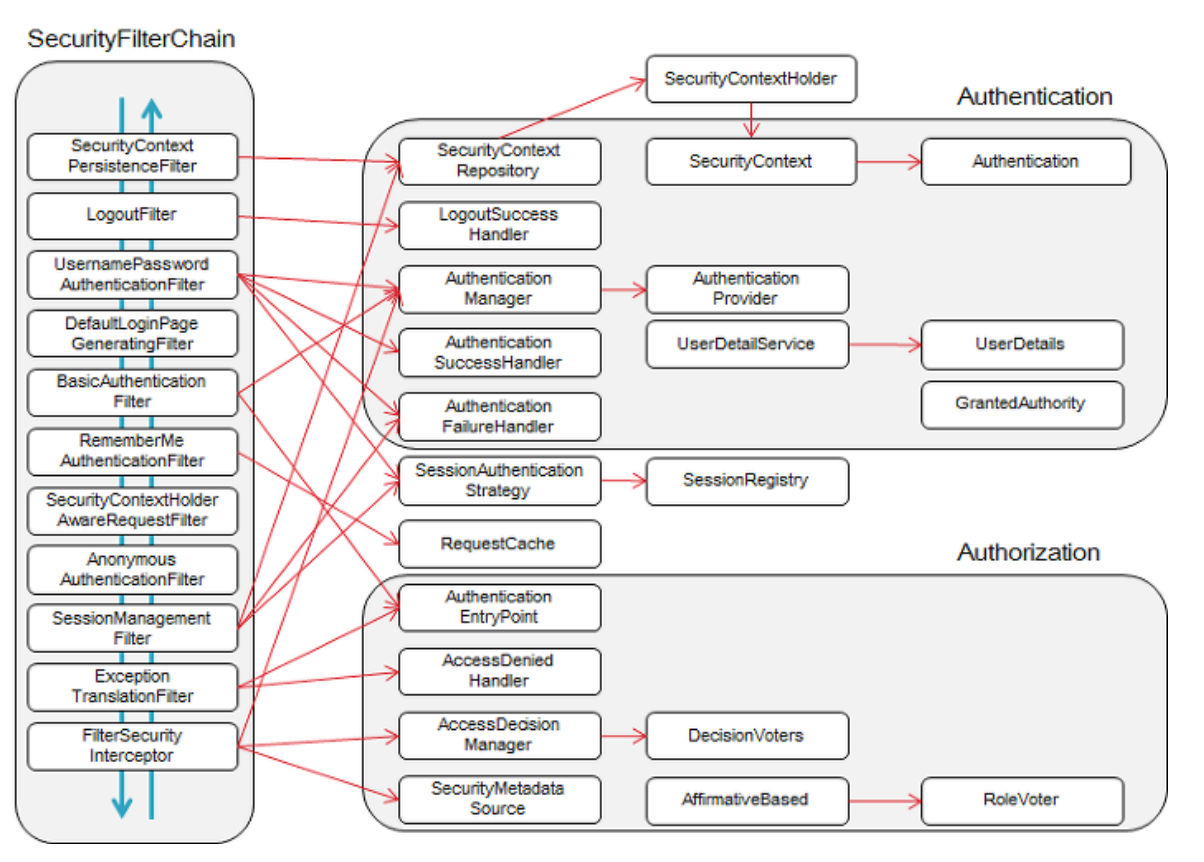 SecurityFilterChain
SecurityContext
PersistenceFilter
LogoutFilter
UsernamePassword
AuthenticationFilter
DefaultLoginPage
GeneratingFilter
BasicAuthentication
Filter
RememberMe
AuthenticationFilter
SecurityContextHolder
AwareRequestFilter
Anonymous
AuthenticationFilter
SessionManagement
Filter
Exception
TranslationFilter
FilterSecurity
Interceptor
SecurityContextHolder
Authentication
SecurityContext
Repository
SecurityContext
Authentication
LogoutSuccess
Handler
Authentication
Manager
Authentication
Provider
Authentication
SuccessHandler
UserDetailService
UserDetails
Authentication
FailureHandler
GrantedAuthority
SessionAuthentication
Strategy
SessionRegistry
RequestCache
Authorization
Authentication
EntryPoint
AccessDenied
Handler
AccessDecision
Manager
DecisionVoters
SecurityMetadata
Source
AffirmativeBased
RoleVoter